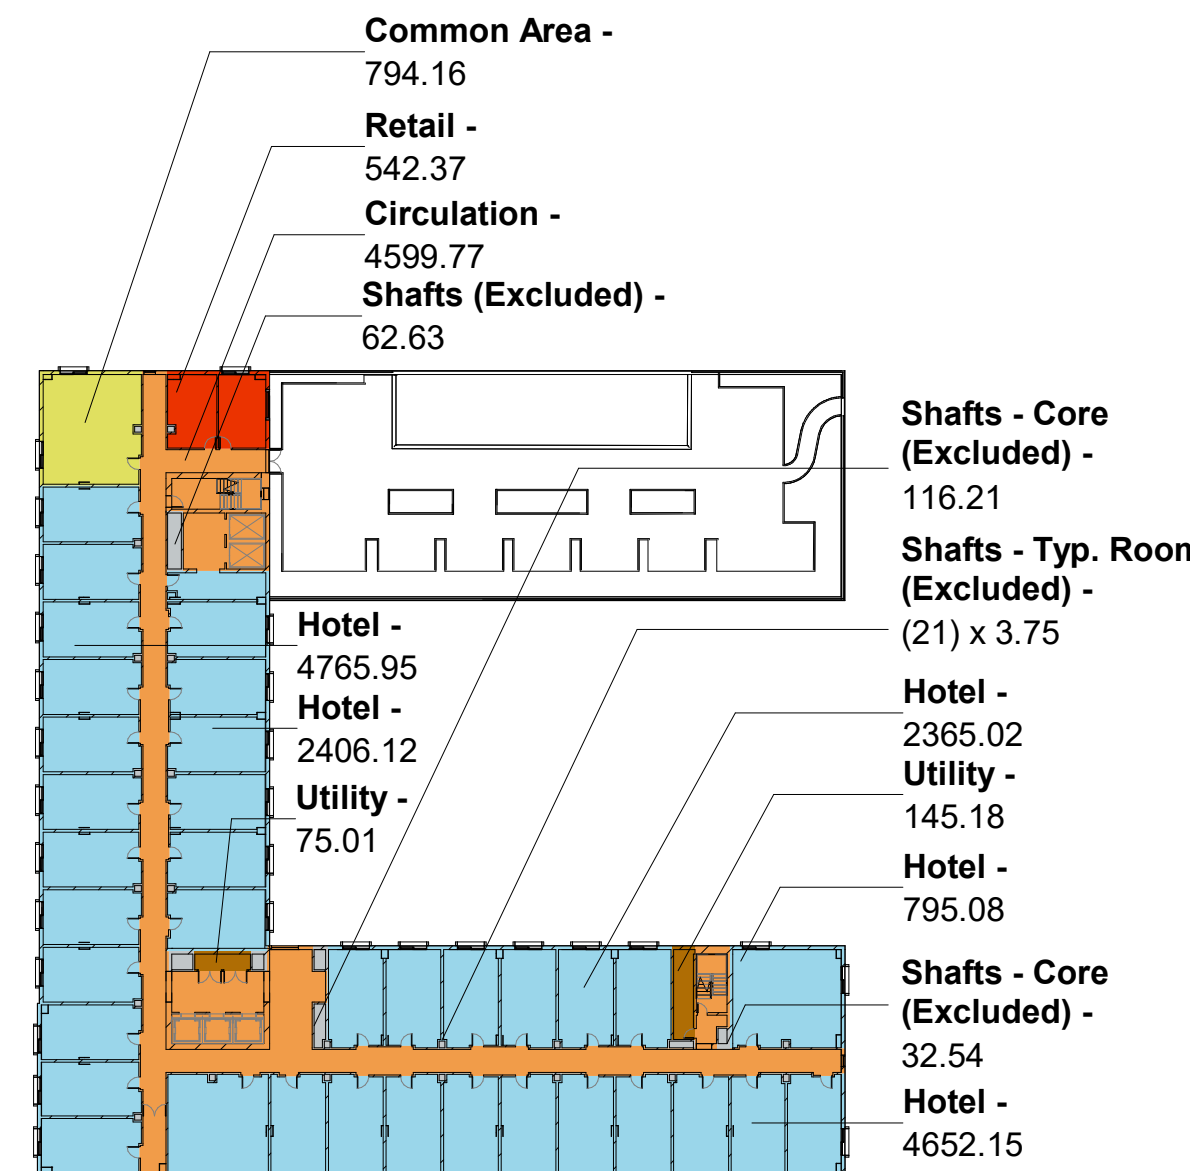 Common Area -
794.16
Retail -
542.37
Circulation -
4599.77
Shafts (Excluded) -
62.63
Shafts - Core
(Excluded) -
116.21
Shafts - Typ. Room
(Excluded) -
(21) x 3.75
Hotel -
4765.95
Hotel -
2406.12
Utility -
75.01
Hotel -
2365.02
Utility -
145.18
Hotel -
795.08
Shafts - Core
(Excluded) -
32.54
Hotel -
4652.15